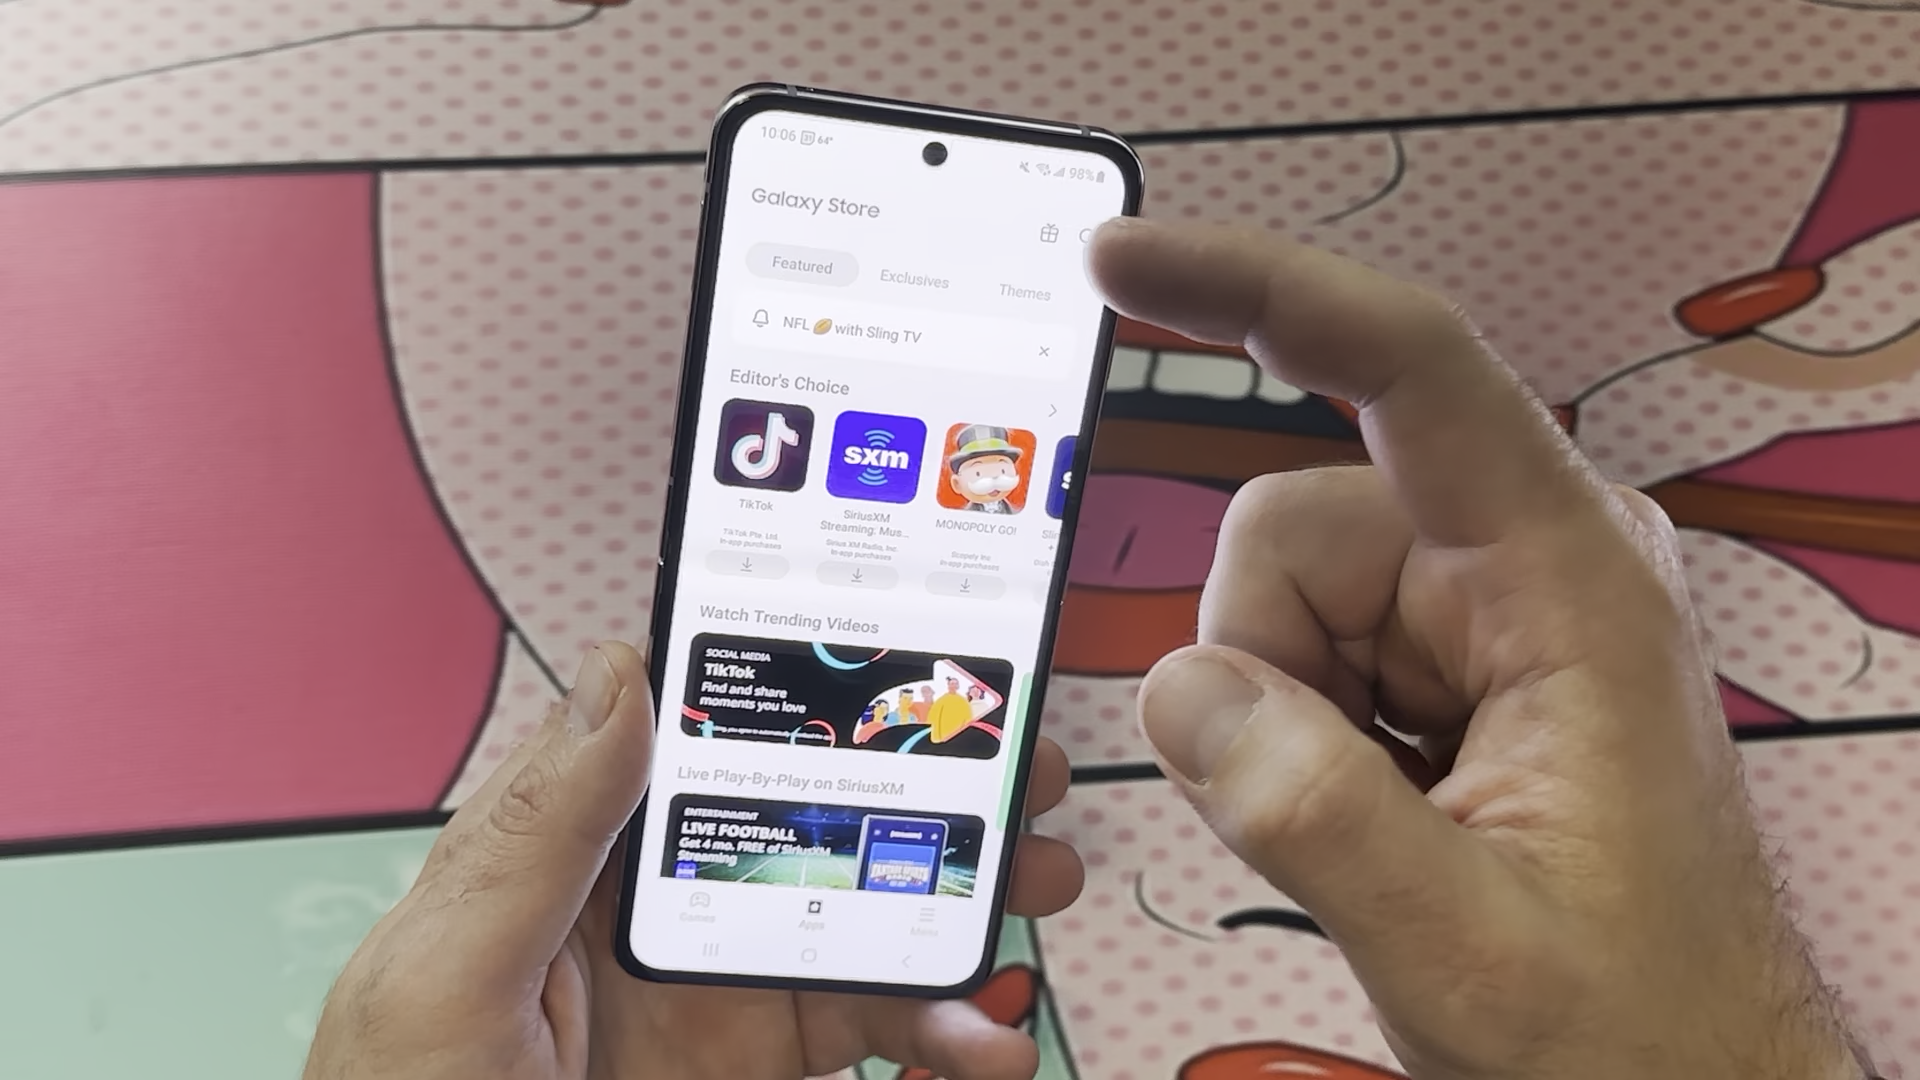 10:06 31 64°
98%
Galaxy Store
Featured
Exclusives
Themes
NFL 🏈 with Sling TV
Editor's Choice
sxm
TikTok
SiriusXM
Streaming: Mus...
MONOPOLY GO!
TikTok Pte. Ltd.
In-app purchases
Sirius XM Radio, Inc.
In-app purchases
Scopely Inc
In-app purchases
Watch Trending Videos
SOCIAL MEDIA
TikTok
Find and share
moments you love
Live Play-By-Play on SiriusXM
ENTERTAINMENT
LIVE FOOTBALL
Get 4 mo. FREE of SiriusXM
Streaming
Games
Apps
Menu